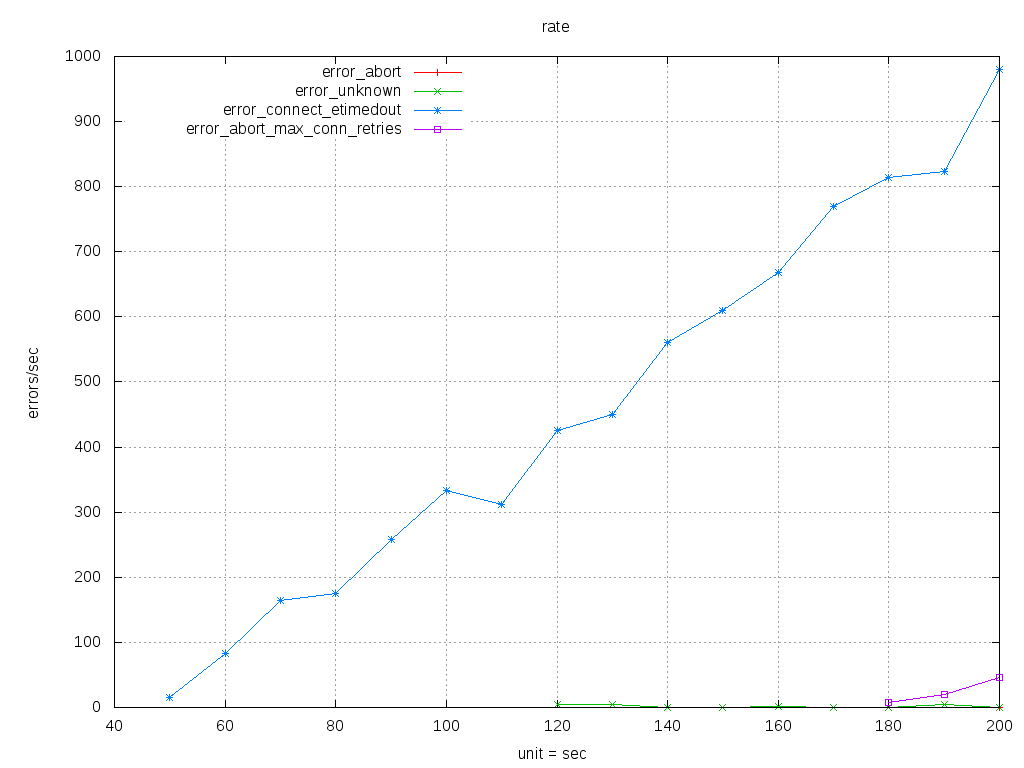 rate
1000
900
800
700
600
500
400
300
200
100
0
errors/sec
error_abort
error_unknown
error_connect_etimedout
error_abort_max_conn_retries
40 60 80 100 120 140 160 180 200
unit = sec